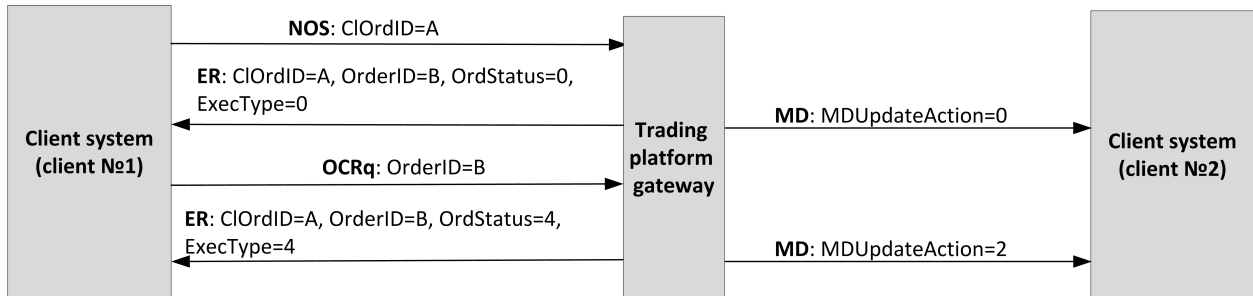 NOS: ClOrdID=A
ER: ClOrdID=A, OrderID=B, OrdStatus=0,
ExecType=0
MD: MDUpdateAction=0
Client system
(client №1)
Trading
platform
gateway
Client system
(client №2)
OCRq: OrderID=B
ER: ClOrdID=A, OrderID=B, OrdStatus=4,
ExecType=4
MD: MDUpdateAction=2